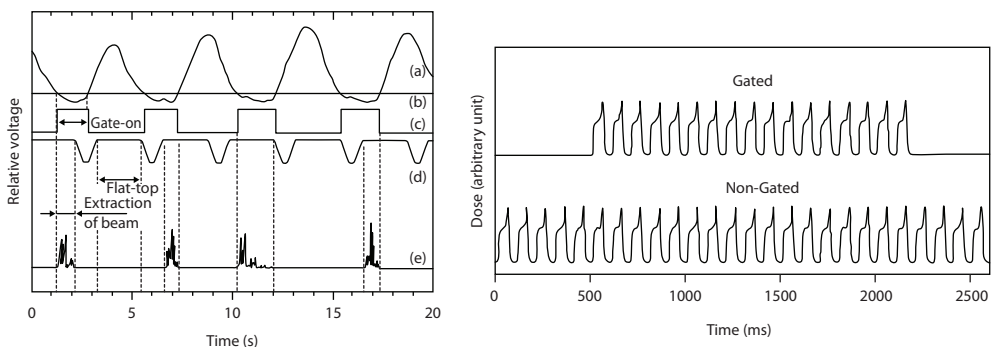 Relative voltage
(a)
(b)
(c)
Gate-on
(d)
Flat-top
Extraction
of beam
(e)
0 5 10 15 20
Time (s)
Dose (arbitrary unit)
Gated
Non-Gated
0 500 1000 1500 2000 2500
Time (ms)